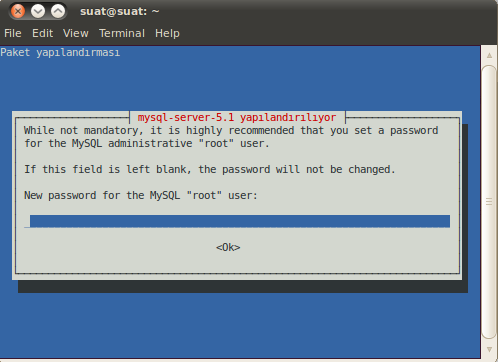 suat@suat: ~
File Edit View Terminal Help
Paket yapılandırması
mysql-server-5.1 yapılandırılıyor
While not mandatory, it is highly recommended that you set a password
for the MySQL administrative "root" user.
If this field is left blank, the password will not be changed.
New password for the MySQL "root" user:
<Ok>